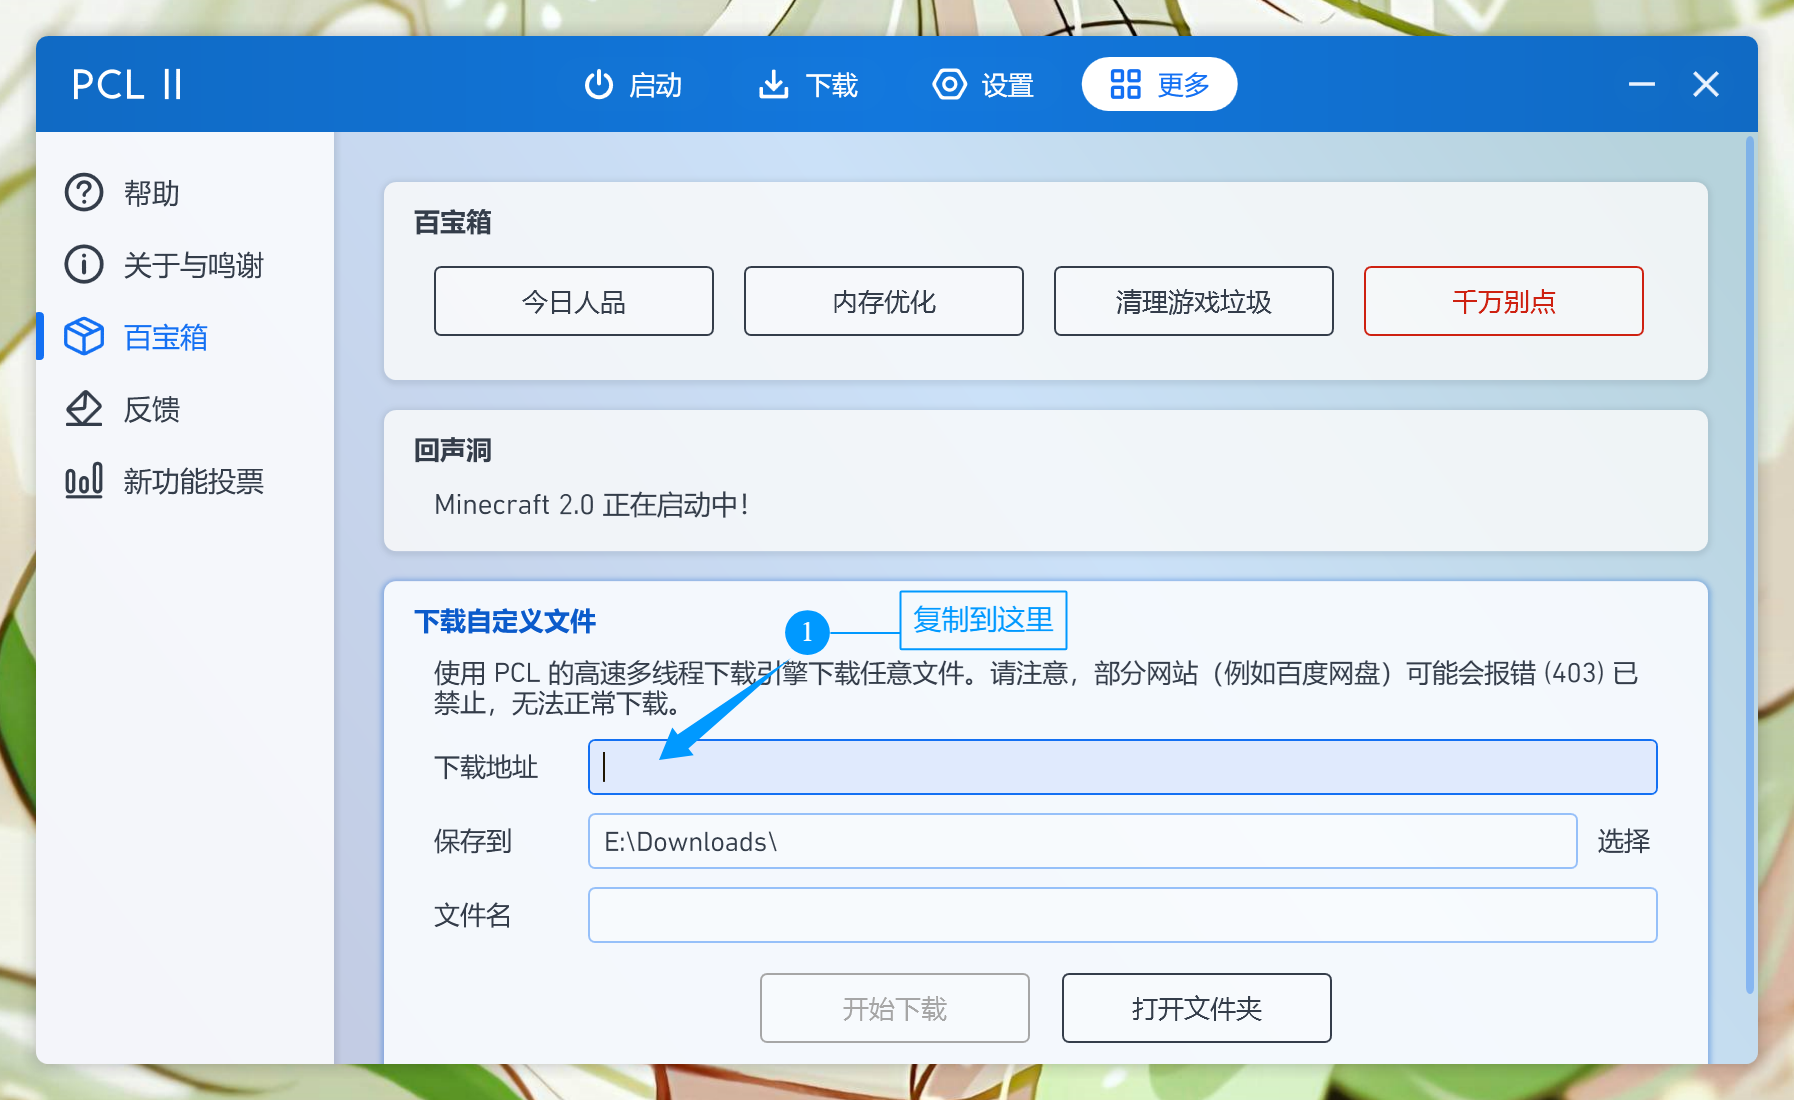 PCL II
启动
下载
设置
更多
帮助
关于与鸣谢
百宝箱
反馈
新功能投票
百宝箱
今日人品
内存优化
清理游戏垃圾
千万别点
回声洞
Minecraft 2.0 正在启动中！
下载自定义文件
1
复制到这里
使用 PCL 的高速多线程下载引擎下载任意文件。请注意，部分网站（例如百度网盘）可能会报错 (403) 已
禁止，无法正常下载。
下载地址
保存到
E:\Downloads\
选择
文件名
开始下载
打开文件夹